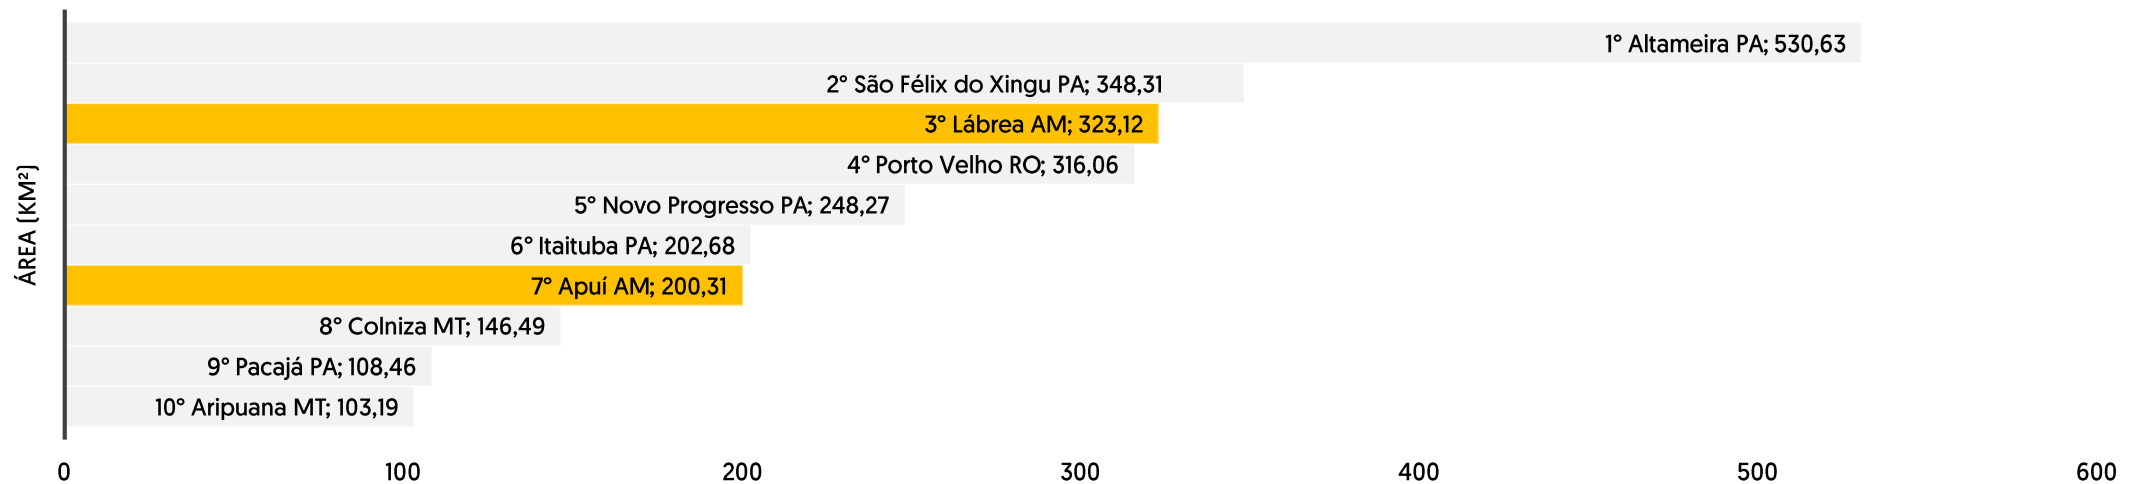 1° Altameira PA; 530,63
2° São Félix do Xingu PA; 348,31
3° Lábrea AM; 323,12
4° Porto Velho RO; 316,06
5° Novo Progresso PA; 248,27
6° Itaituba PA; 202,68
7° Apuí AM; 200,31
8° Colniza MT; 146,49
9° Pacajá PA; 108,46
10° Aripuana MT; 103,19
ÁREA (KM²)
0 100 200 300 400 500 600